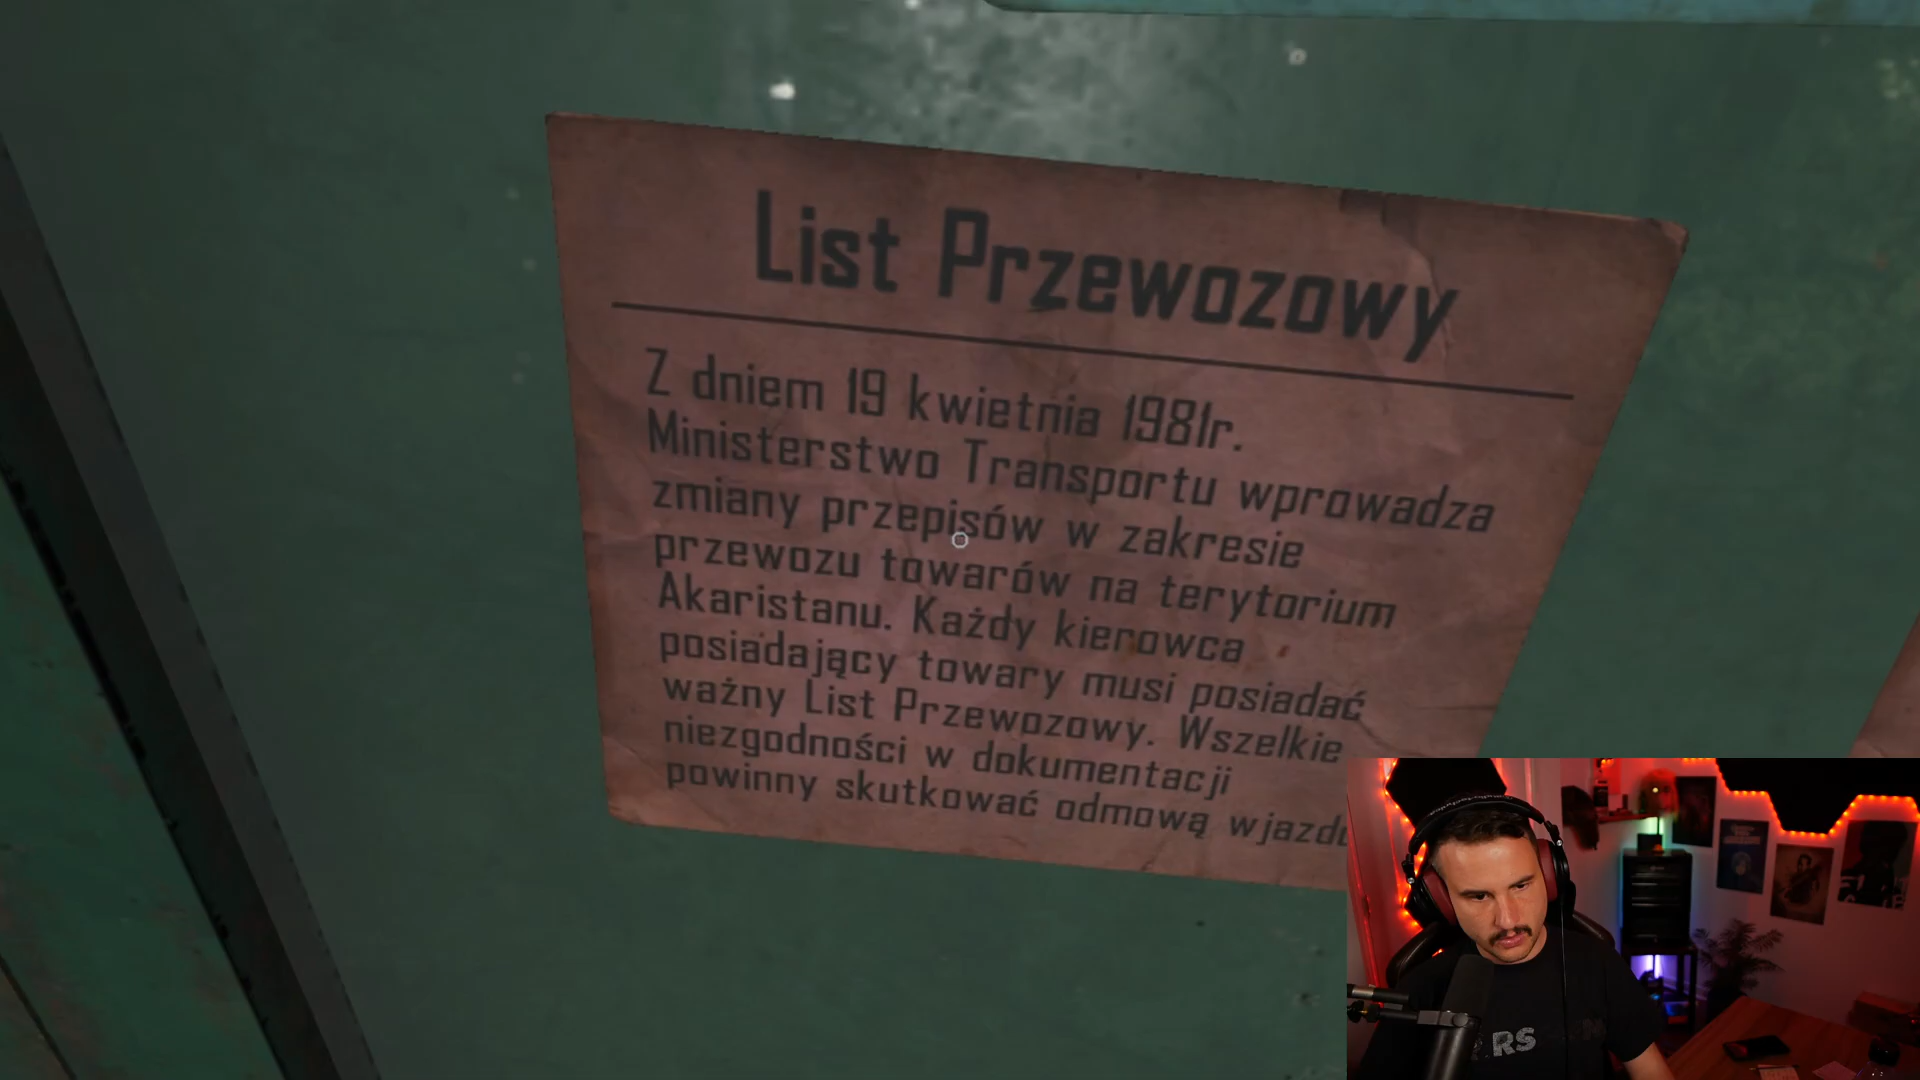 List Przewozowy
Z dniem 19 kwietnia 1981r.
Ministerstwo Transportu wprowadza
zmiany przepisów w zakresie
przewozu towarów na terytorium
Akaristanu. Każdy kierowca
posiadający towary musi posiadać
ważny List Przewozowy. Wszelkie
niezgodności w dokumentacji
powinny skutkować odmową
RS